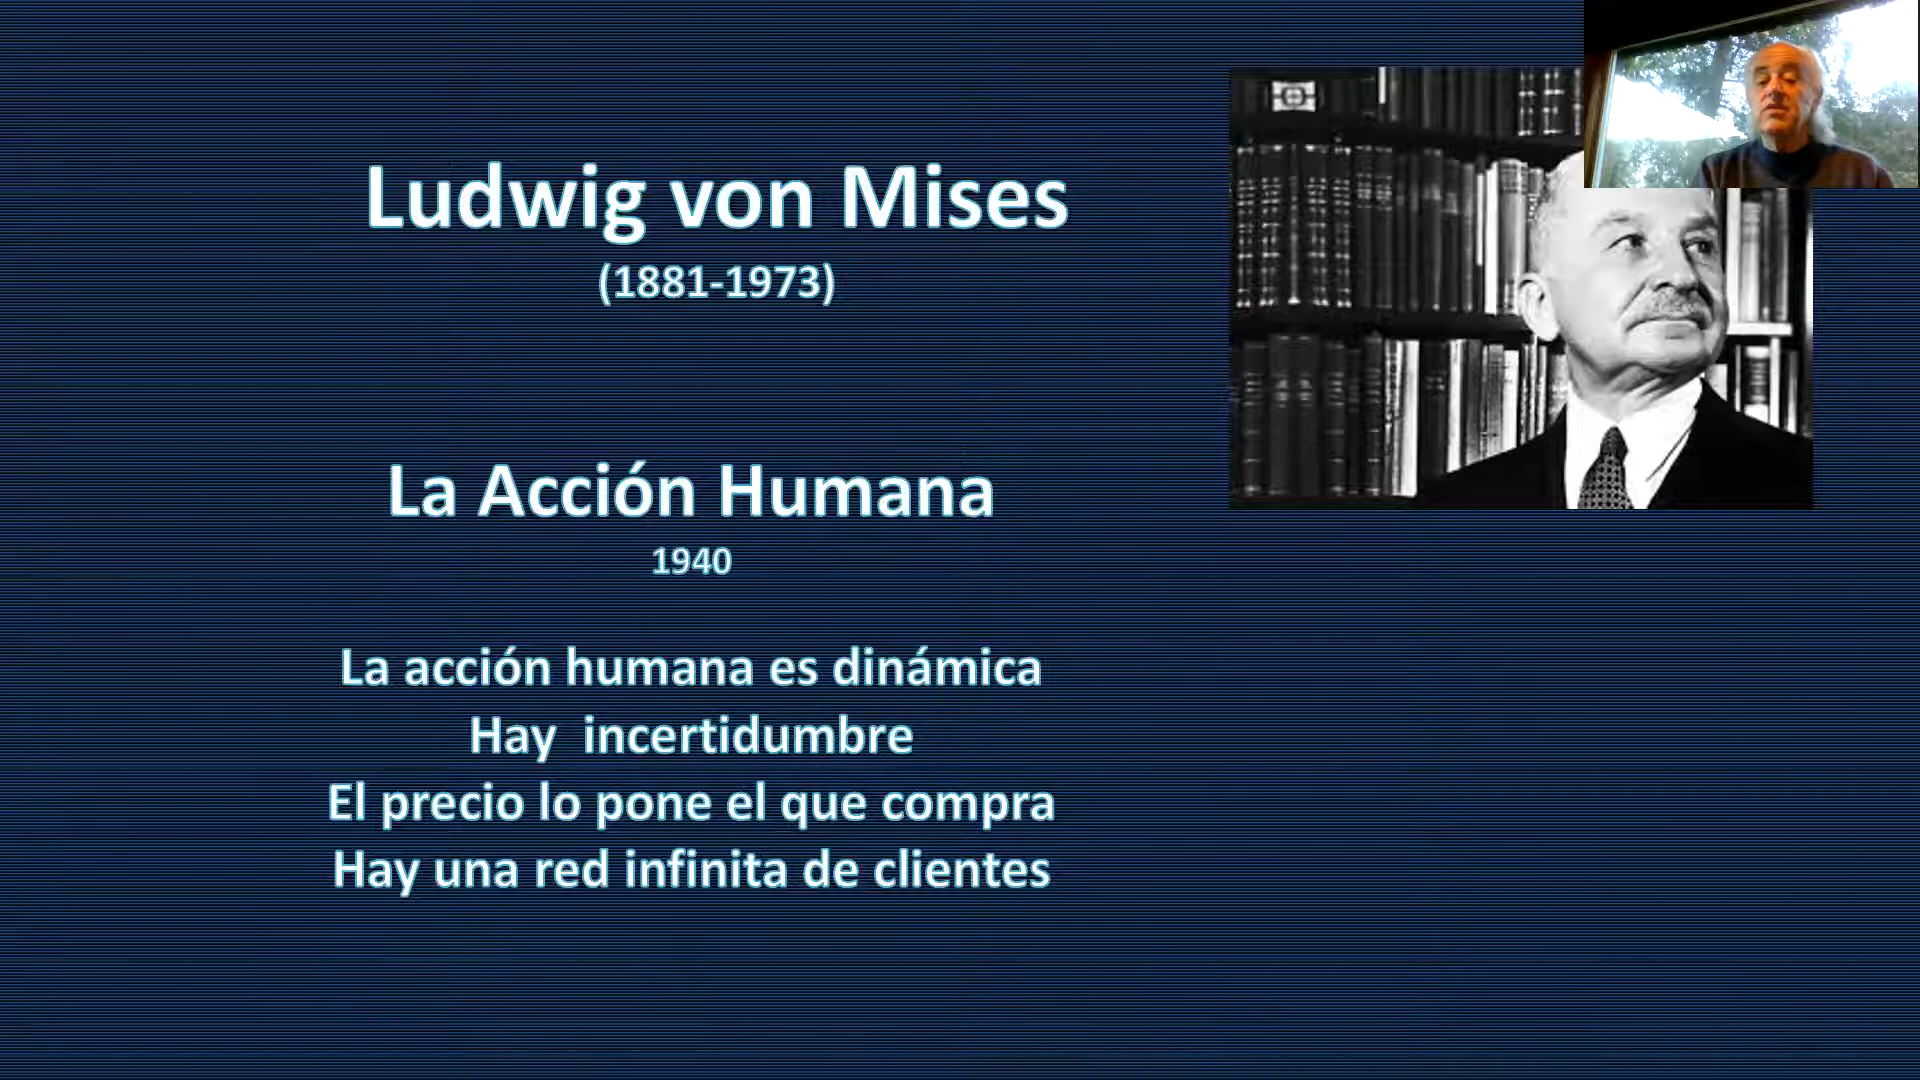 Ludwig von Mises
(1881-1973)
La Acción Humana
1940
La acción humana es dinámica
Hay incertidumbre
El precio lo pone el que compra
Hay una red infinita de clientes